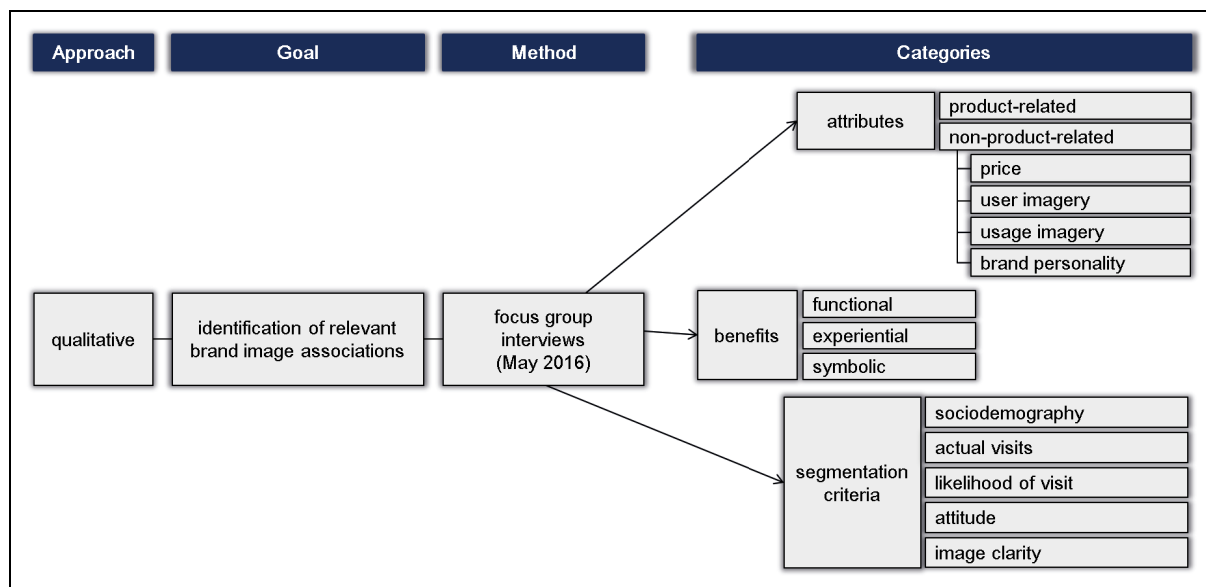 Approach
Goal
Method
Categories
qualitative
identification of relevant
brand image associations
focus group
interviews
(May 2016)
attributes
product-related
non-product-related
price
user imagery
usage imagery
brand personality
benefits
functional
experiential
symbolic
segmentation
criteria
sociodemography
actual visits
likelihood of visit
attitude
image clarity